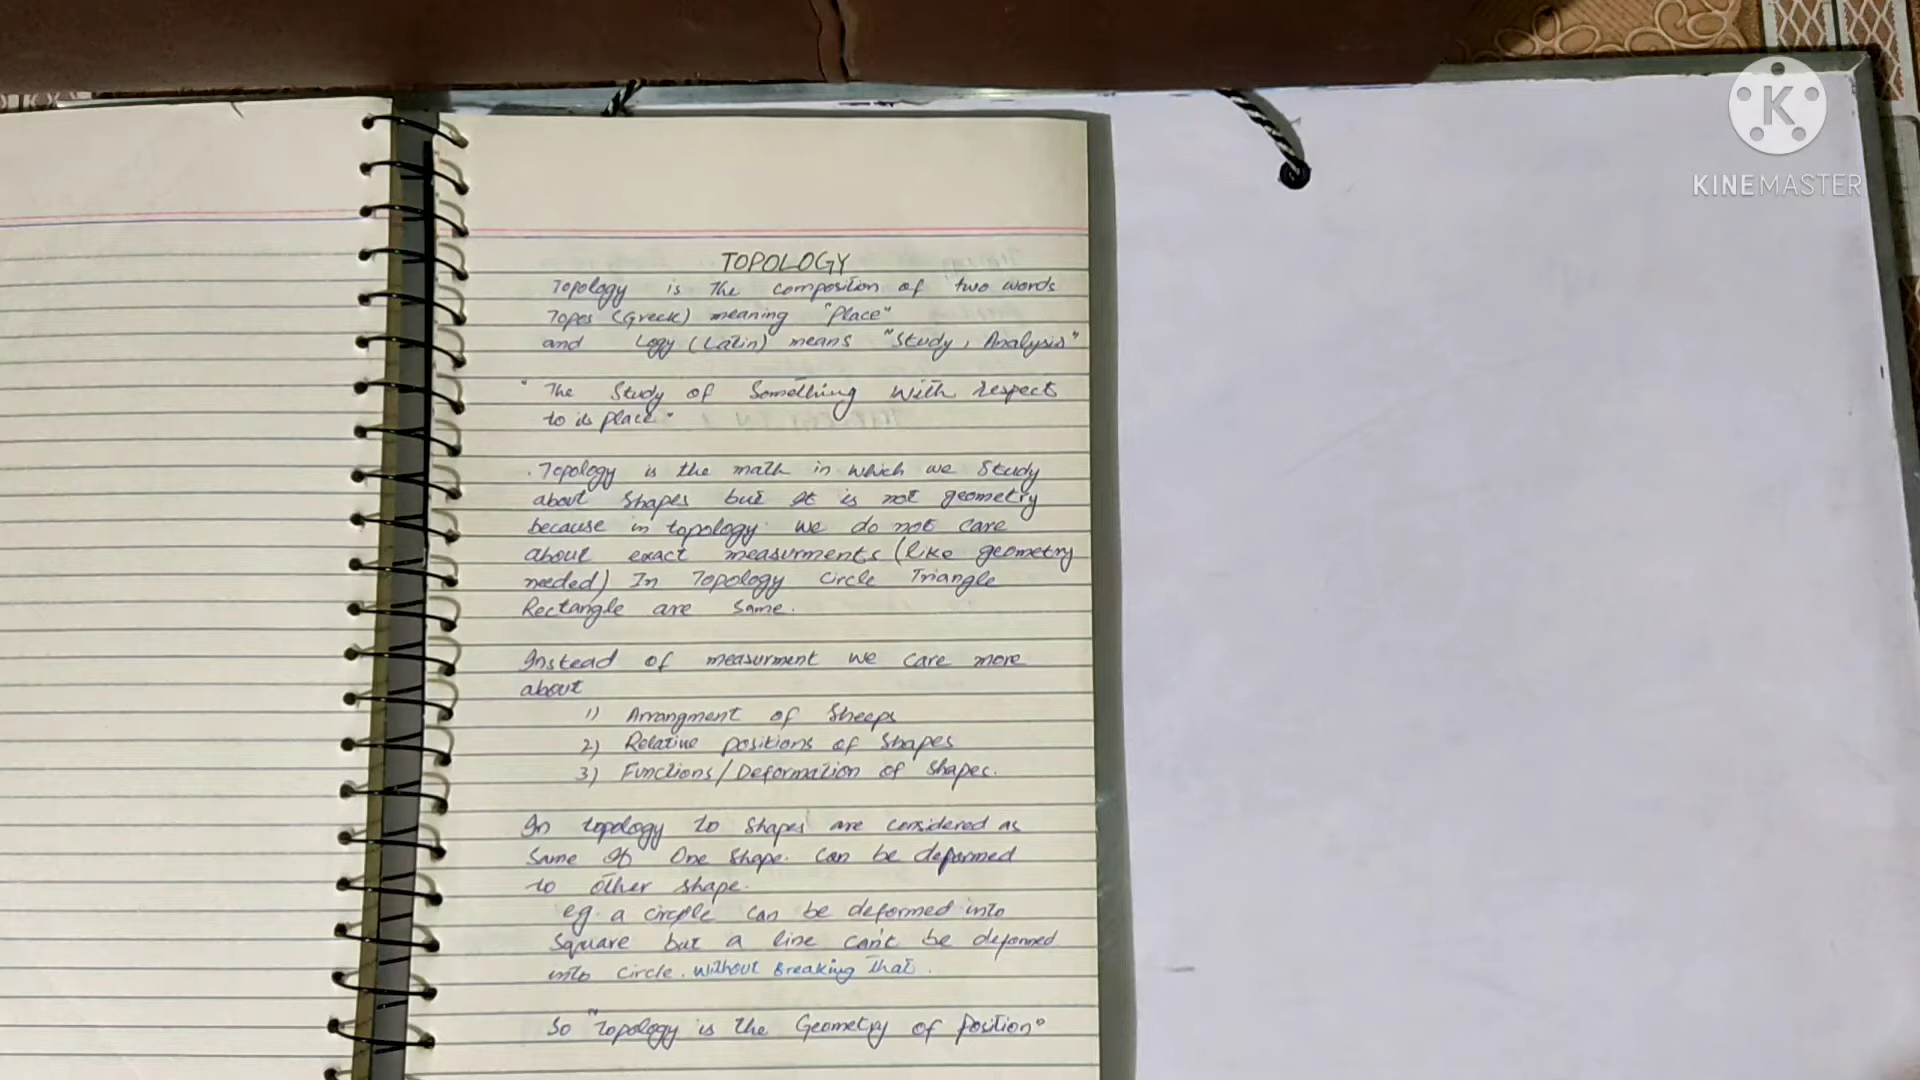 KINEMASTER
TOPOLOGY
Topology is The composition of two words
Topes (Greek) meaning "Place"
and Logy (Latin) means "Study, Analysis"
"The Study of Something With respect
to its place"
. Topology is the math in which we Study
about Shapes but It is not geometry
because in topology we do not care
about exact measurments (like geometry
needed) In Topology Circle Triangle
Rectangle are Same.
Instead of measurment we care more
about
1) Arrangment of Sheeps
2) Relative positions of Shapes
3) Functions/Deformation of shapes.
In topology to shapes are considered as
Same If One Shape. Can be deformed
to other shape.
eg. a circle can be deformed into
Square but a line can't be deformed
into circle. without breaking that.
So "Topology is the Geometry of Position"